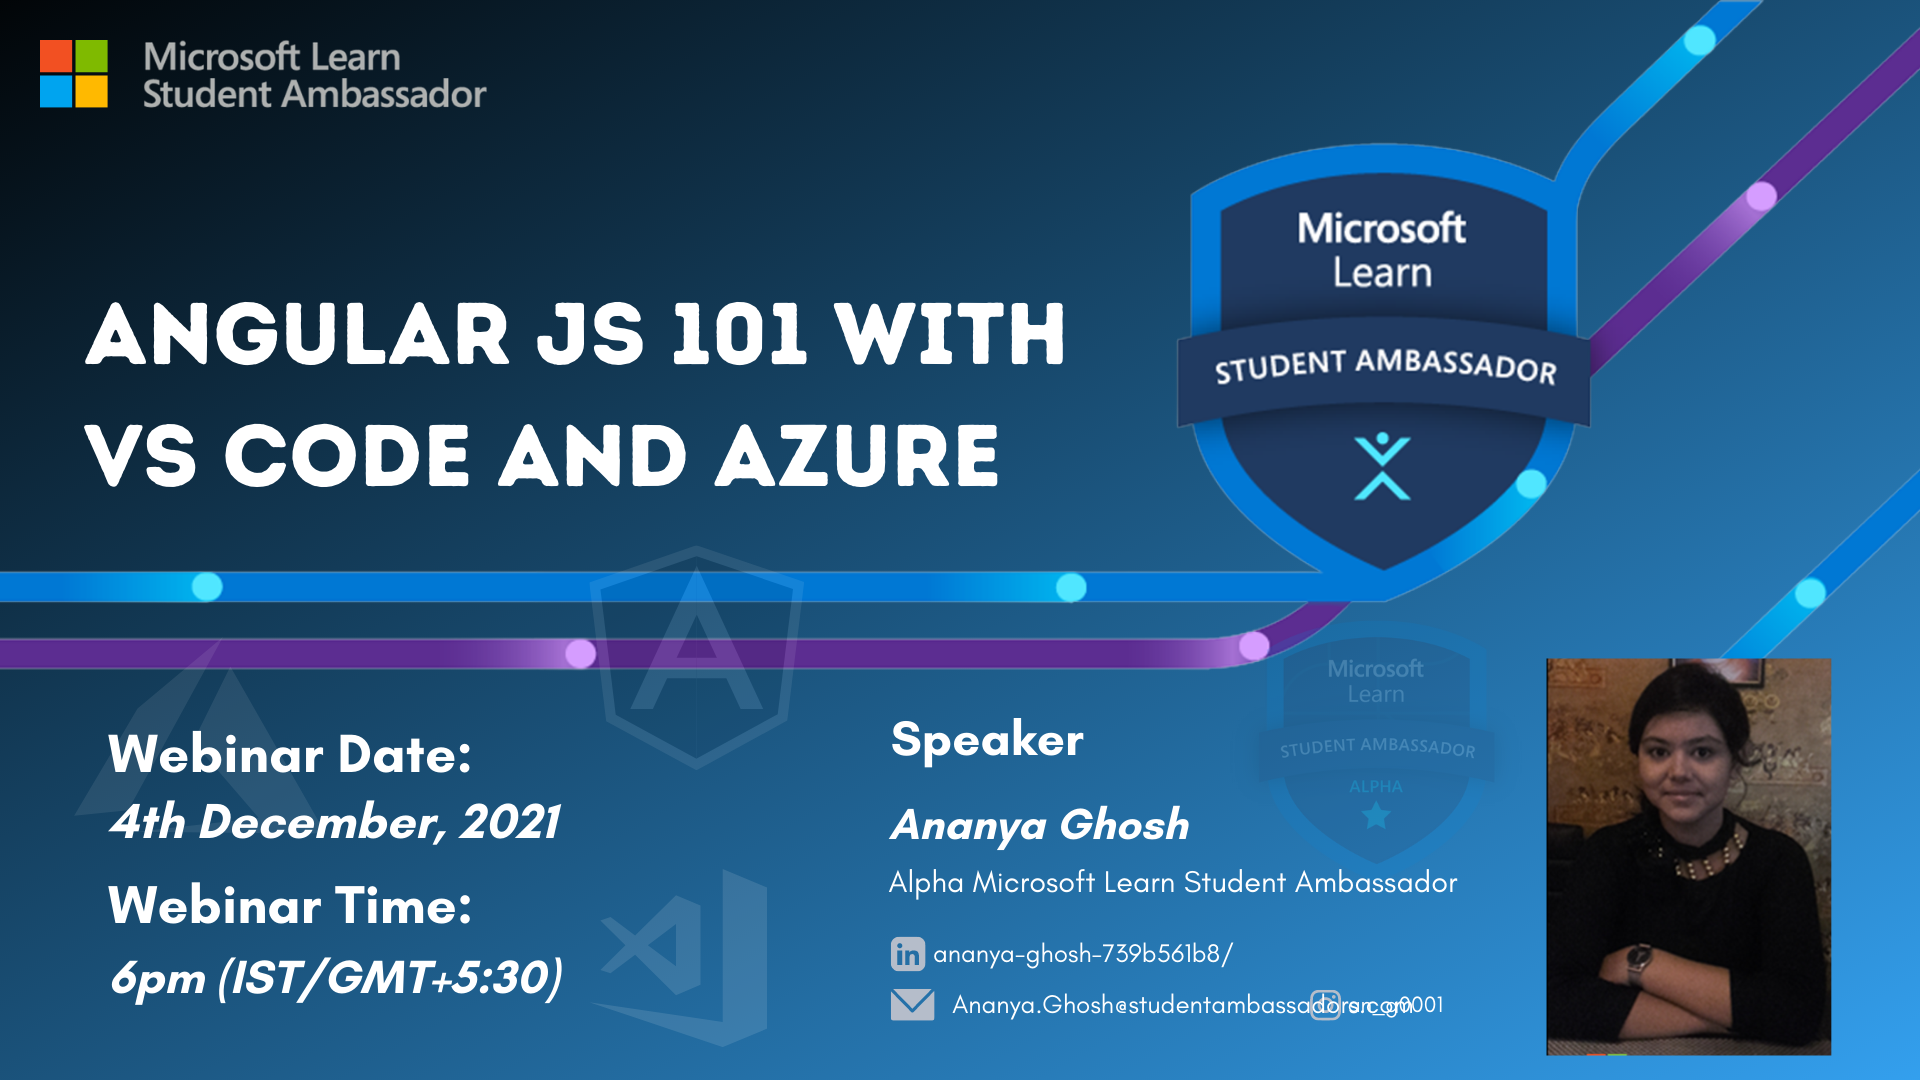 Microsoft Learn
Student Ambassador
Microsoft
Learn
STUDENT AMBASSADOR
ANGULAR JS 101 WITH
VS CODE AND AZURE
Webinar Date:
4th December, 2021
Webinar Time:
6pm (IST/GMT+5:30)
Microsoft
Learn
STUDENT AMBASSADOR
ALPHA
Speaker
Ananya Ghosh
Alpha Microsoft Learn Student Ambassador
in ananya-ghosh-739b561b8/
Ananya.Ghosh@studentambassadors.com